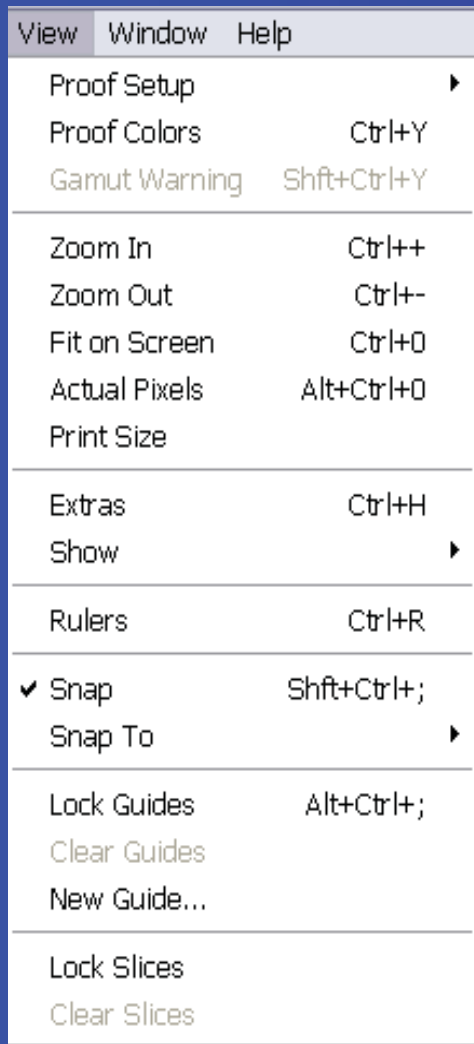 View Window Help
Proof Setup
Proof Colors Ctrl+Y
Gamut Warning Shft+Ctrl+Y
Zoom In Ctrl++
Zoom Out Ctrl+-
Fit on Screen Ctrl+0
Actual Pixels Alt+Ctrl+0
Print Size
Extras Ctrl+H
Show
Rulers Ctrl+R
Snap Shft+Ctrl+;
Snap To
Lock Guides Alt+Ctrl+;
Clear Guides
New Guide...
Lock Slices
Clear Slices